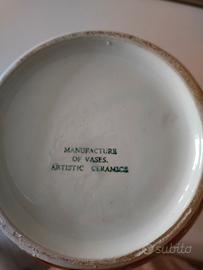 MANUFACTURE
OF VASES.
ARTISTIC CERAMICS
subito